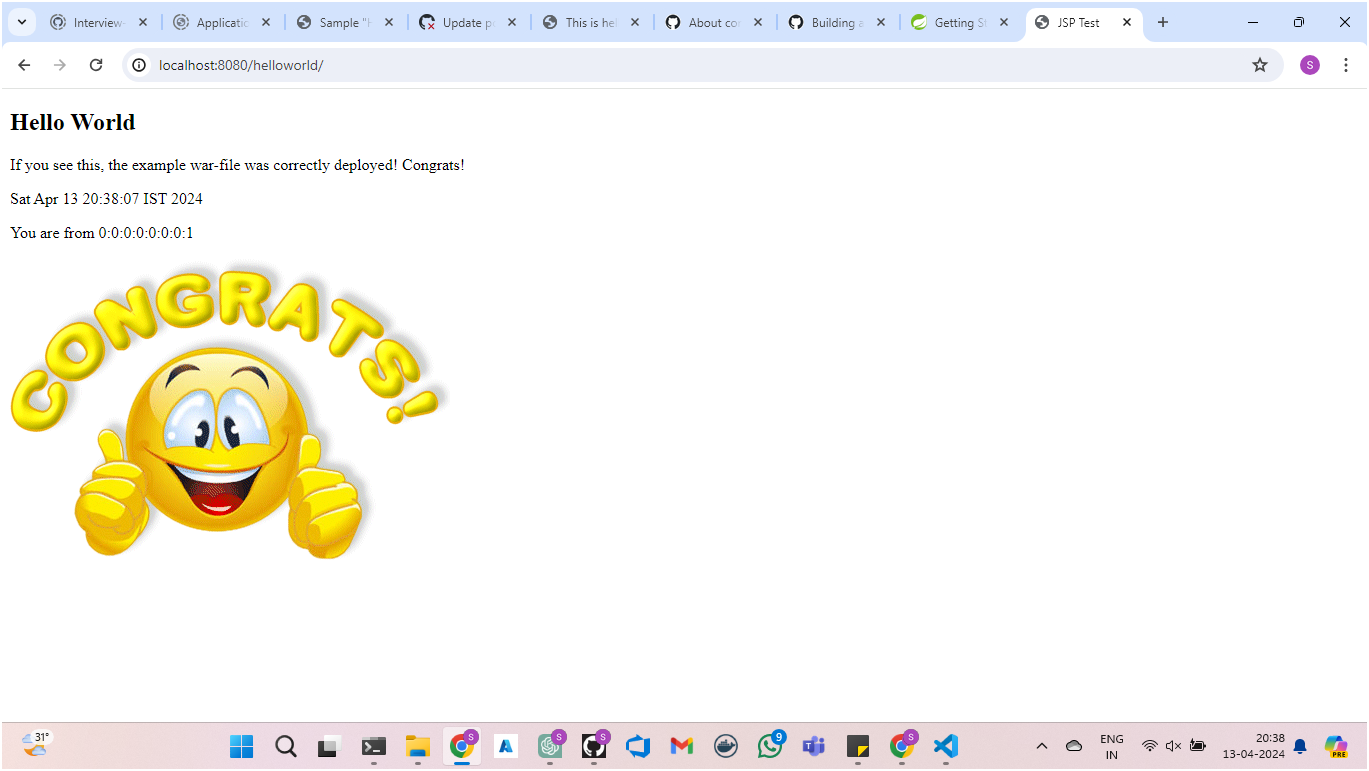 Interview-
Applicatio
Sample "H
Update p
This is hel
About co
Building a
Getting S
JSP Test
localhost:8080/helloworld/
S
Hello World
If you see this, the example war-file was correctly deployed! Congrats!
Sat Apr 13 20:38:07 IST 2024
You are from 0:0:0:0:0:0:0:1
CONGRATS!
31°
S
S
S
9
S
ENG
IN
20:38
13-04-2024
PRE